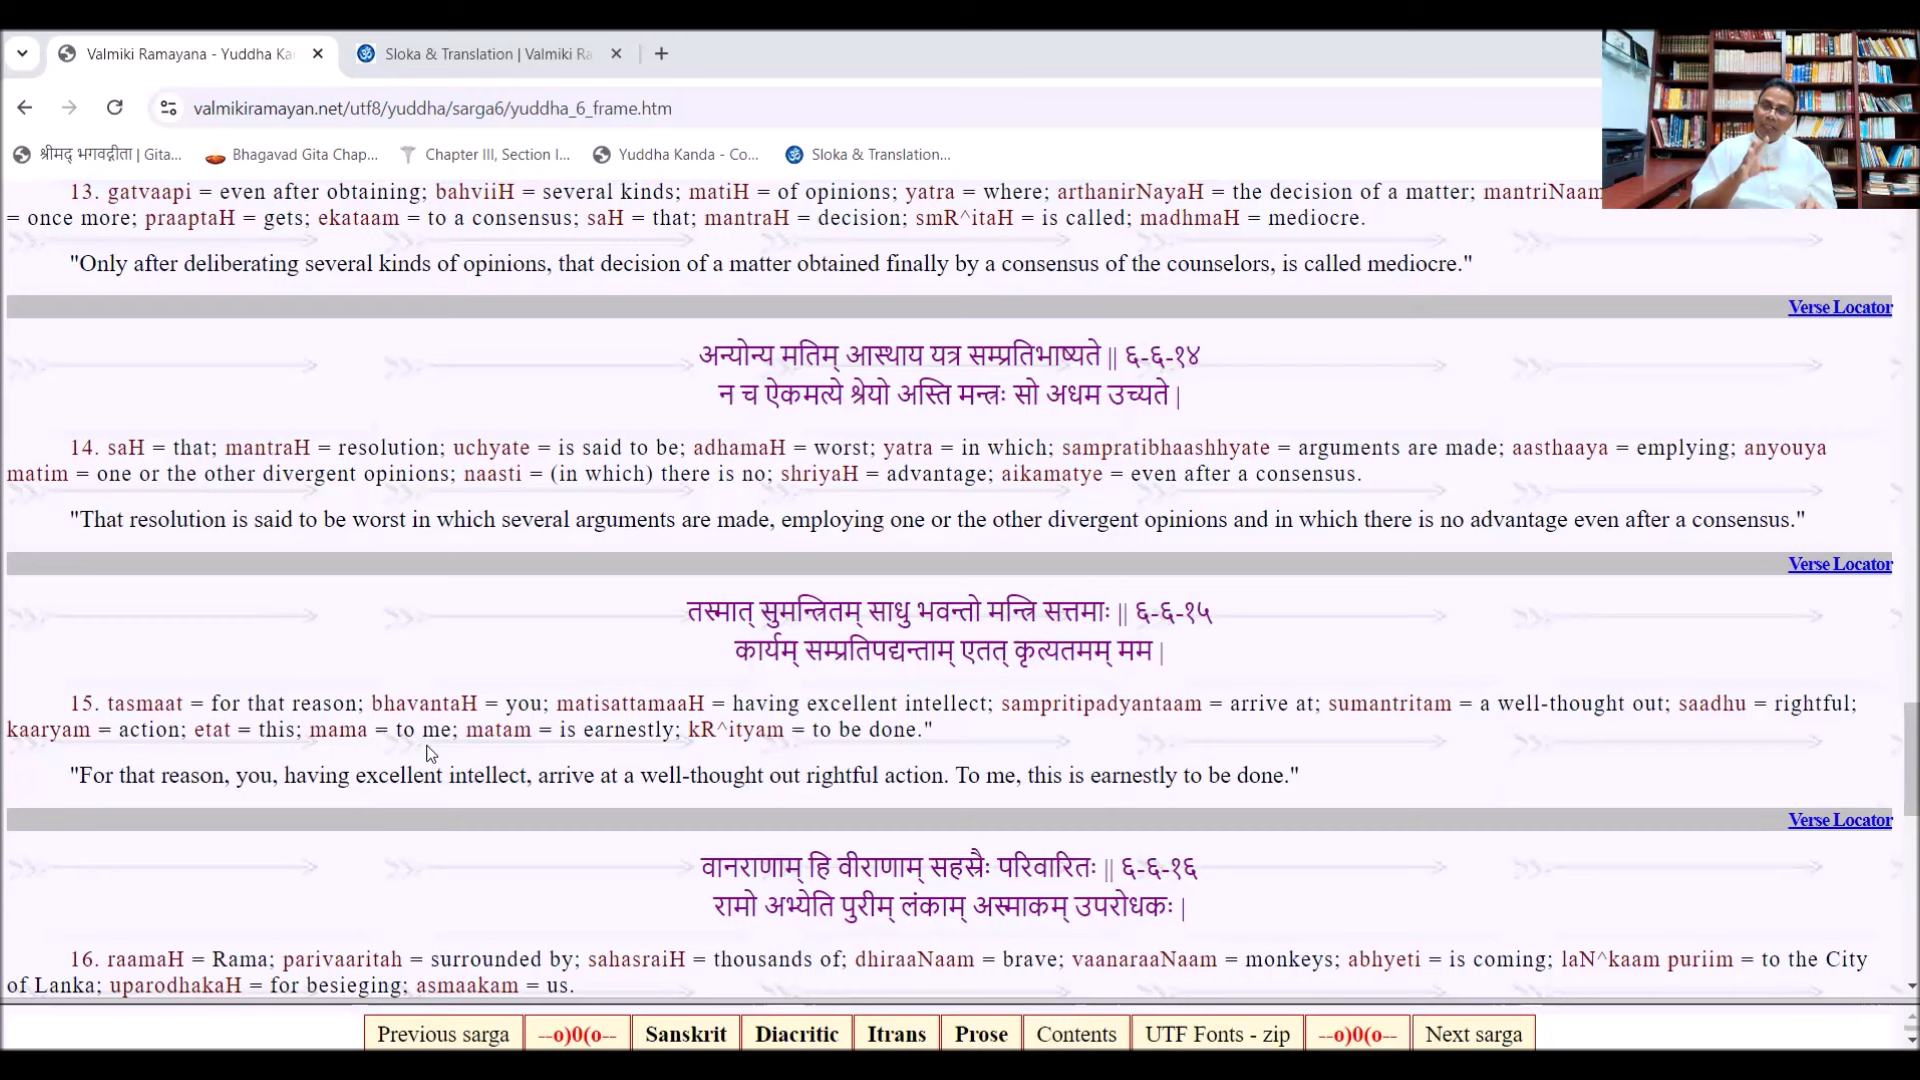 Valmiki Ramayana - Yuddha Ka
Sloka & Translation | Valmiki Ra
valmikiramayan.net/utf8/yuddha/sarga6/yuddha_6_frame.htm
श्रीमद् भगवद्गीता | Gita...
Bhagavad Gita Chap...
Chapter III, Section I...
Yuddha Kanda - Co...
Sloka & Translation...
13. gatvaapi = even after obtaining; bahviiH = several kinds; matiH = of opinions; yatra = where; arthanirNayaH = the decision of a matter; mantriNaam
= once more; praaptaH = gets; ekataam = to a consensus; saH = that; mantraH = decision; smR^itaH = is called; madhmaH = mediocre.
"Only after deliberating several kinds of opinions, that decision of a matter obtained finally by a consensus of the counselors, is called mediocre."
Verse Locator
अन्योन्य मतिम् आस्थाय यत्र सम्प्रतिभाष्यते || ६-६-१४
न च ऐकमत्ये श्रेयो अस्ति मन्त्रः सो अधम उच्यते |
14. saH = that; mantraH = resolution; uchyate = is said to be; adhamaH = worst; yatra = in which; sampratibhaashhyate = arguments are made; aasthaaya = emplying; anyouya
matim = one or the other divergent opinions; naasti = (in which) there is no; shriyaH = advantage; aikamatye = even after a consensus.
"That resolution is said to be worst in which several arguments are made, employing one or the other divergent opinions and in which there is no advantage even after a consensus."
Verse Locator
तस्मात् सुमन्त्रितम् साधु भवन्तो मन्त्रि सत्तमाः || ६-६-१५
कार्यम् सम्प्रतिपद्यन्ताम् एतत् कृत्यतमम् मम |
15. tasmaat = for that reason; bhavantaH = you; matisattamaaH = having excellent intellect; sampritipadyantaam = arrive at; sumantritam = a well-thought out; saadhu = rightful;
kaaryam = action; etat = this; mama = to me; matam = is earnestly; kR^ityam = to be done."
"For that reason, you, having excellent intellect, arrive at a well-thought out rightful action. To me, this is earnestly to be done."
Verse Locator
वानराणाम् हि वीराणाम् सहस्रैः परिवारितः || ६-६-१६
रामो अभ्येति पुरीम् लंकाम् अस्माकम् उपरोधकः |
16. raamaH = Rama; parivaaritah = surrounded by; sahasraiH = thousands of; dhiraaNaam = brave; vaanaraaNaam = monkeys; abhyeti = is coming; laN^kaam puriim = to the City
of Lanka; uparodhakaH = for besieging; asmaakam = us.
Previous sarga
--o)0(o--
Sanskrit
Diacritic
Itrans
Prose
Contents
UTF Fonts - zip
--o)0(o--
Next sarga